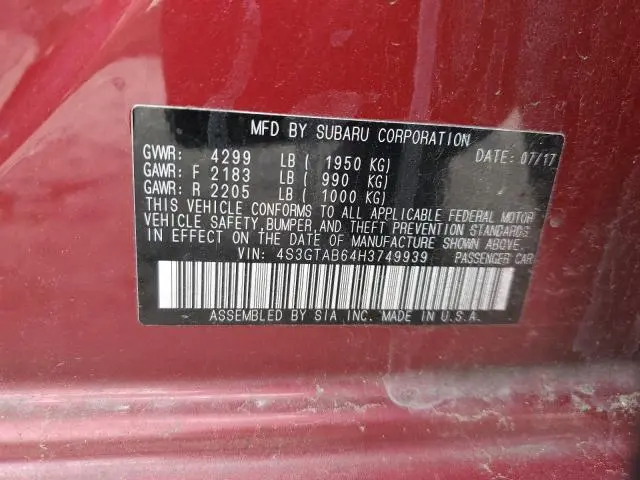 MFD BY SUBARU CORPORATION
GVWR: 4299 LB ( 1950 KG) DATE: 07/17
GAWR: F 2183 LB ( 990 KG)
GAWR: R 2205 LB ( 1000 KG)
THIS VEHICLE CONFORMS TO ALL APPLICABLE FEDERAL MOTOR
VEHICLE SAFETY, BUMPER, AND THEFT PREVENTION STANDARDS
IN EFFECT ON THE DATE OF MANUFACTURE SHOWN ABOVE.
VIN: 4S3GTAB64H3749939 PASSENGER CAR
ASSEMBLED BY SIA INC. MADE IN U.S.A.